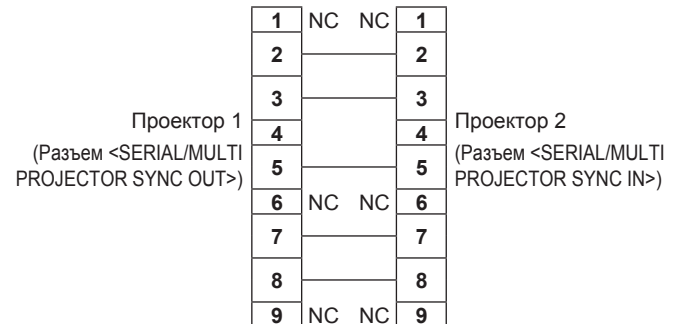 1 NC NC 1
2 2
3 3
Проектор 1
4 4
Проектор 2
(Разъем <SERIAL/MULTI
PROJECTOR SYNC OUT>)
(Разъем <SERIAL/MULTI
PROJECTOR SYNC IN>)
5 5
6 NC NC 6
7 7
8 8
9 NC NC 9